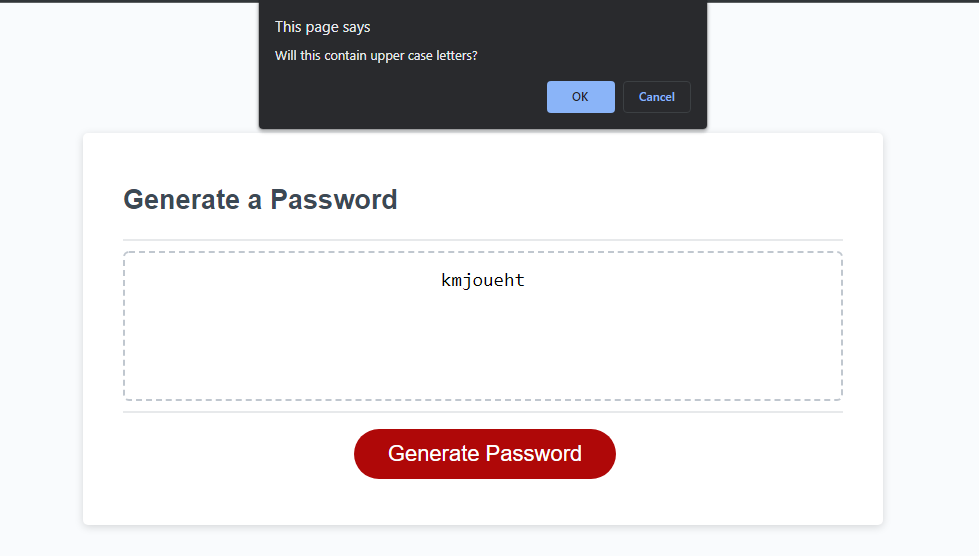 This page says
Will this contain upper case letters?
OK
Cancel
Generate a Password
kmjoueht
Generate Password